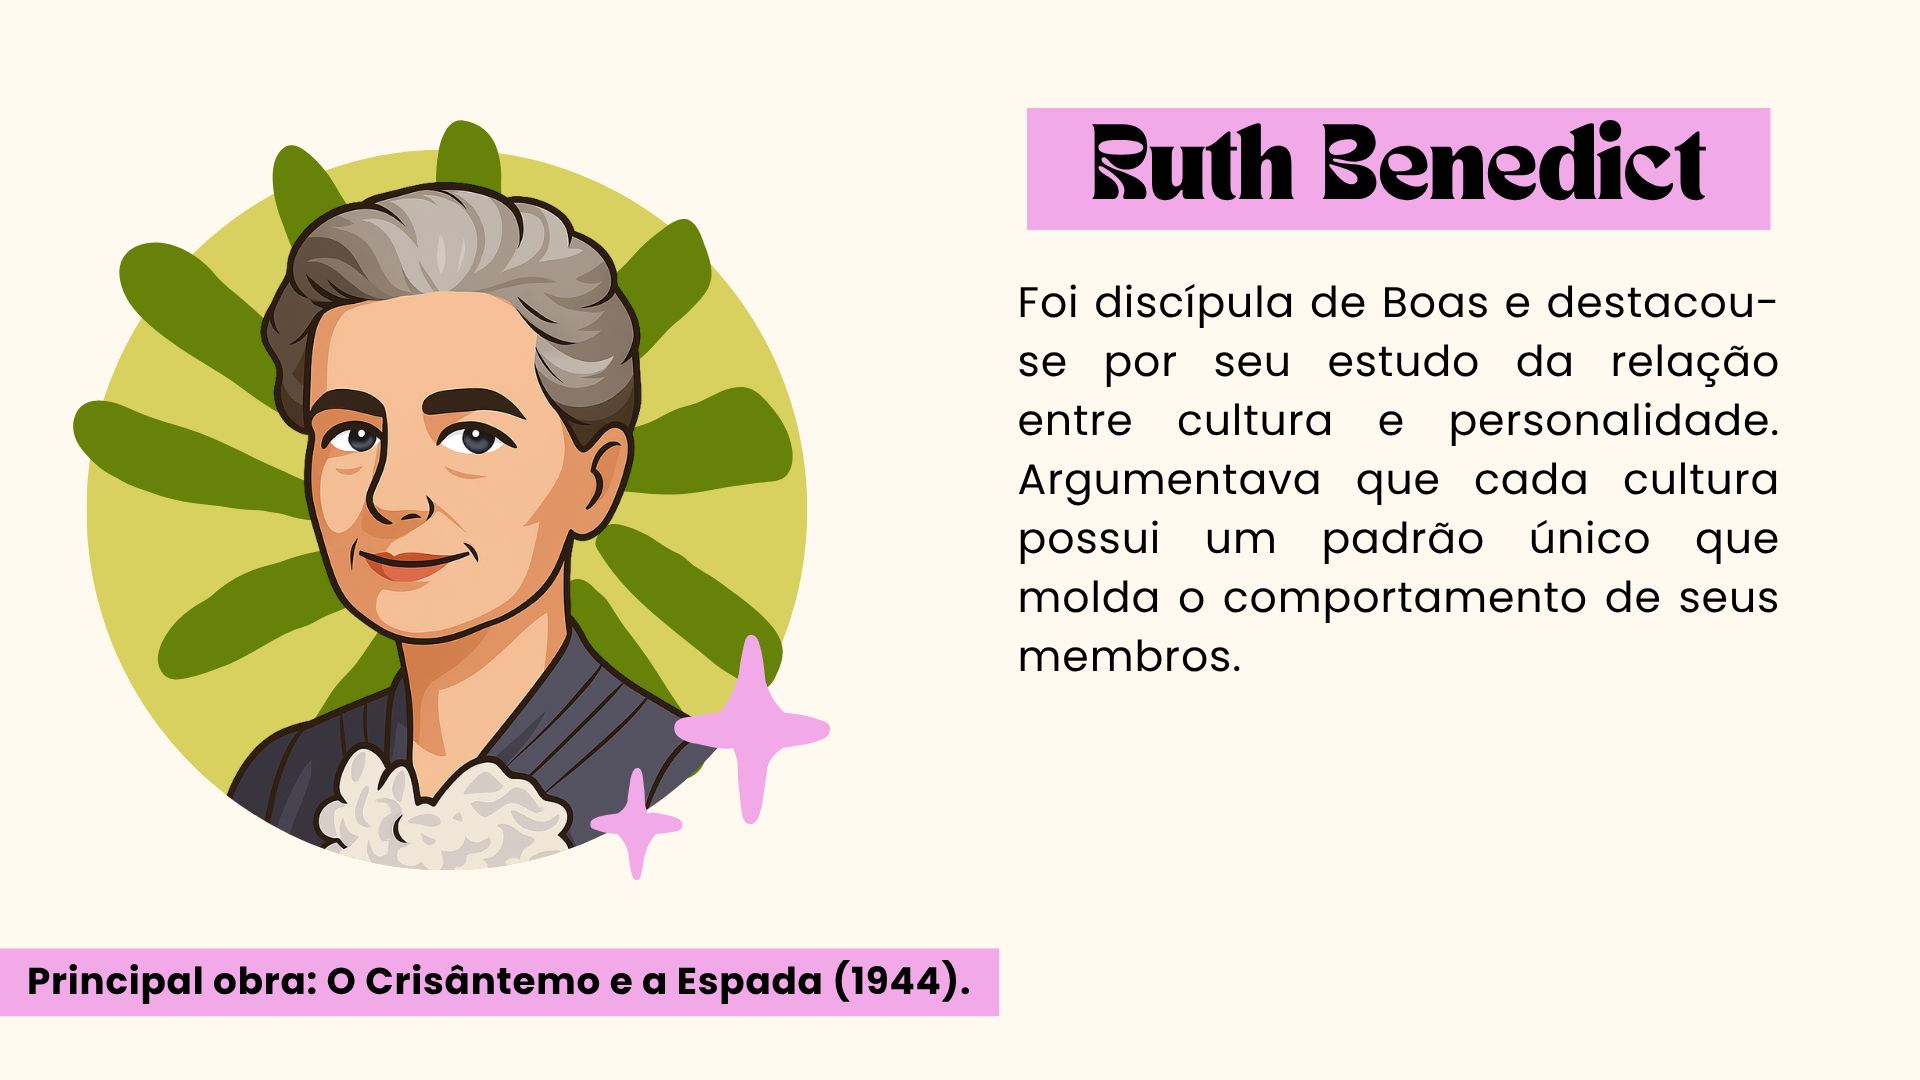 Ruth Benedict
Foi discípula de Boas e destacou-
se por seu estudo da relação
entre cultura e personalidade.
Argumentava que cada cultura
possui um padrão único que
molda o comportamento de seus
membros.
Principal obra: O Crisântemo e a Espada (1944).